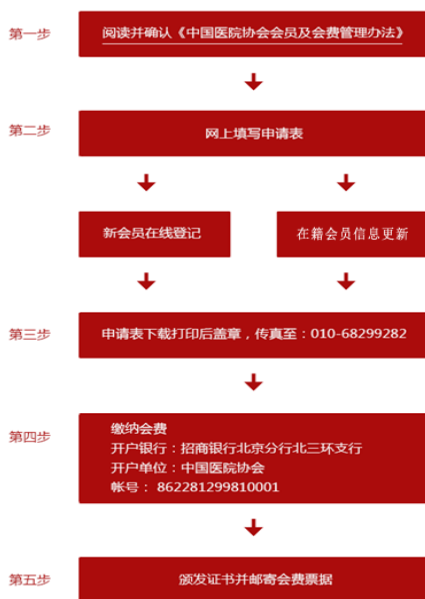 第一步
阅读并确认《中国医院协会会员及会费管理办法》
第二步
网上填写申请表
新会员在线登记
在籍会员信息更新
第三步
申请表下载打印后盖章，传真至：010-68299282
第四步
缴纳会费
开户银行：招商银行北京分行北三环支行
开户单位：中国医院协会
帐号： 862281299810001
第五步
颁发证书并邮寄会费票据